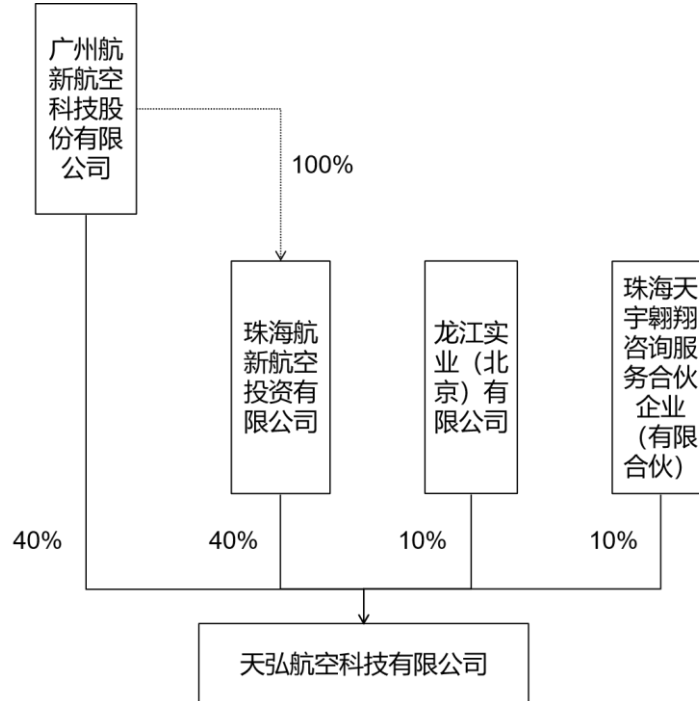 广州航
新航空
科技股
份有限
公司
100%
珠海航
新航空
投资有
限公司
龙江实
业（北
京）有
限公司
珠海天
宇翱翔
咨询服
务合伙
企业
（有限
合伙）
40%
40%
10%
10%
天弘航空科技有限公司